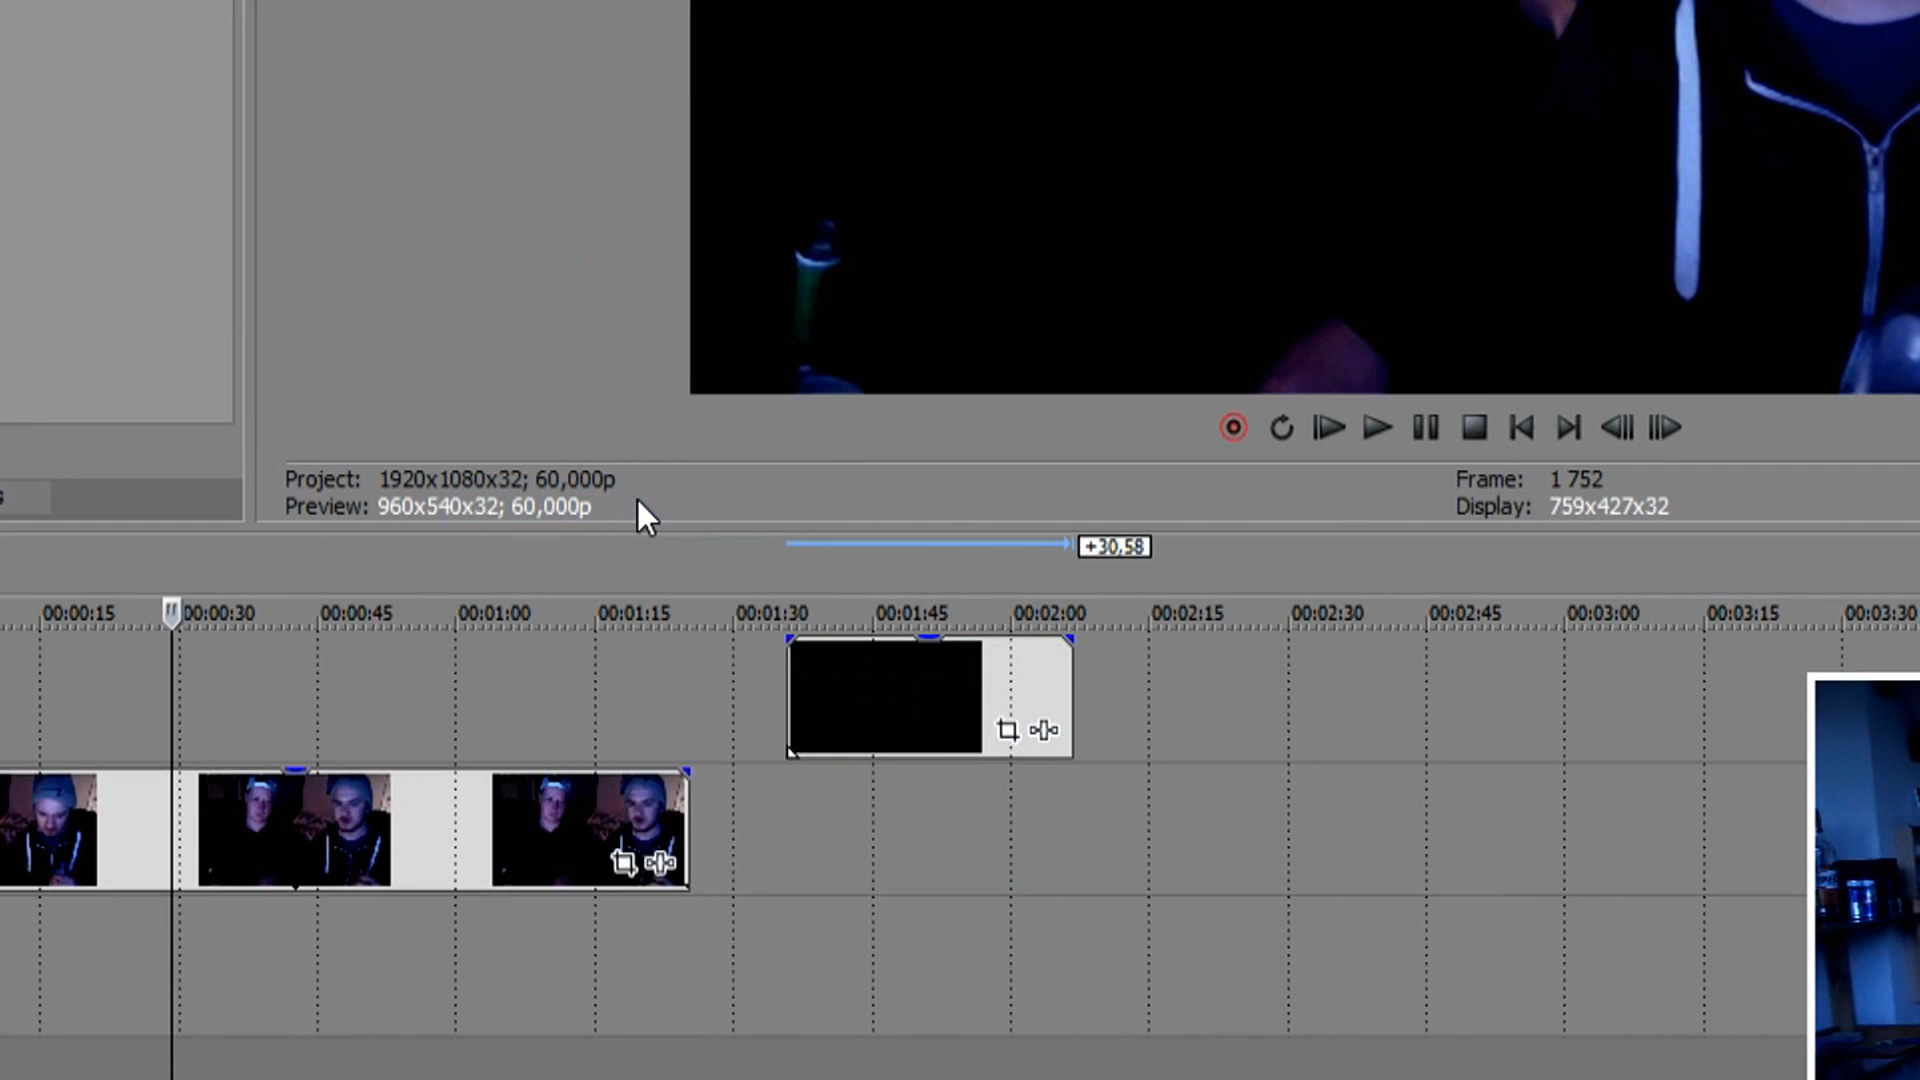 Project: 1920x1080x32; 60,000p
Preview: 960x540x32; 60,000p
Frame: 1 752
Display: 759x427x32
+30,58
00:00:15 00:00:30 00:00:45 00:01:00 00:01:15 00:01:30 00:01:45 00:02:00 00:02:15 00:02:30 00:02:45 00:03:00 00:03:15 00:03:30